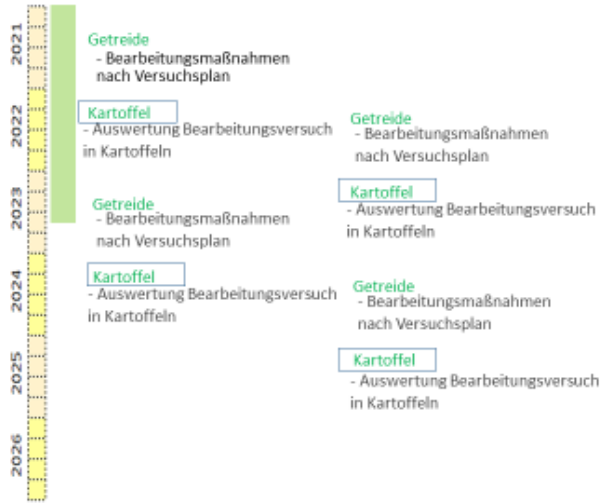 2021
Getreide
- Bearbeitungsmaßnahmen
nach Versuchsplan
2022
Kartoffel
- Auswertung Bearbeitungsversuch
in Kartoffeln
Getreide
- Bearbeitungsmaßnahmen
nach Versuchsplan
2023
Getreide
- Bearbeitungsmaßnahmen
nach Versuchsplan
Kartoffel
- Auswertung Bearbeitungsversuch
in Kartoffeln
2024
Kartoffel
- Auswertung Bearbeitungsversuch
in Kartoffeln
Getreide
- Bearbeitungsmaßnahmen
nach Versuchsplan
2025
Kartoffel
- Auswertung Bearbeitungsversuch
in Kartoffeln
2026